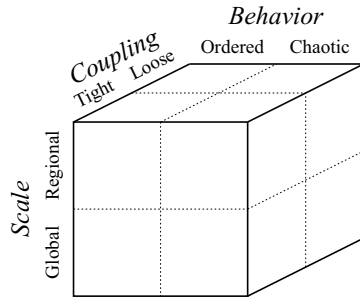 Behavior
Ordered Chaotic
Coupling
Tight Loose
Scale
Regional
Global